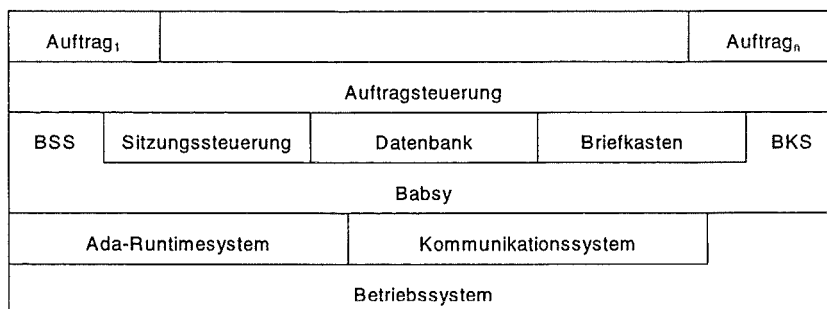 Auftrag₁ Auftragₙ
Auftragsteuerung
BSS Sitzungssteuerung Datenbank Briefkasten BKS
Babsy
Ada-Runtimesystem Kommunikationssystem
Betriebssystem